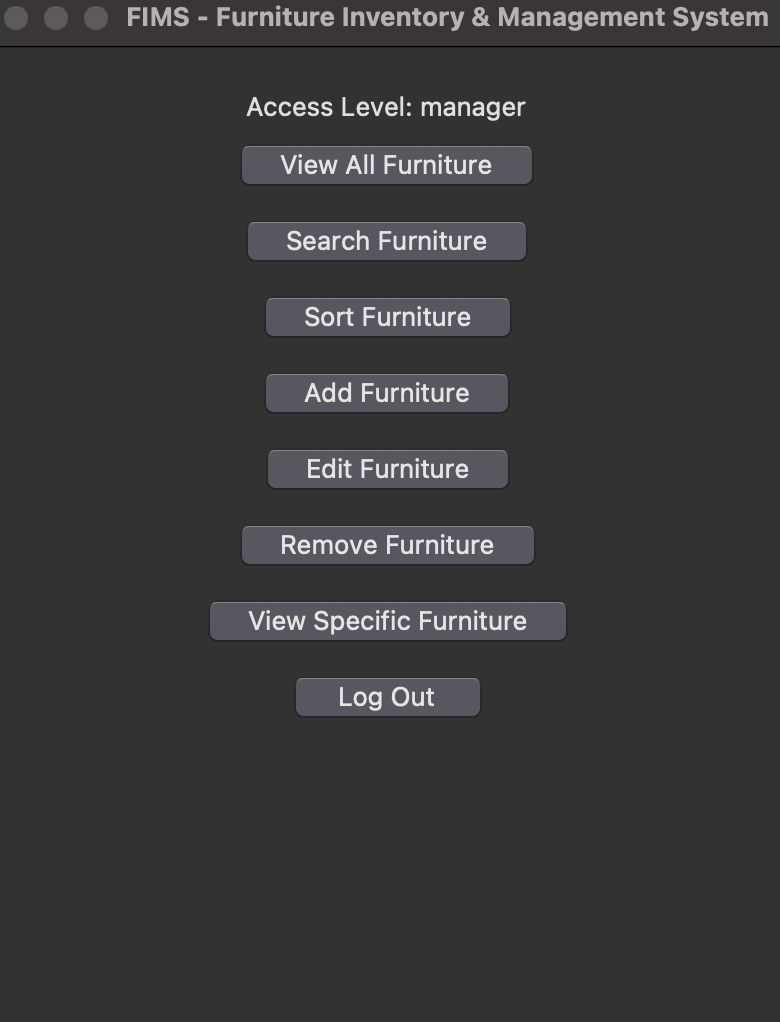 FIMS - Furniture Inventory & Management System
Access Level: manager
View All Furniture
Search Furniture
Sort Furniture
Add Furniture
Edit Furniture
Remove Furniture
View Specific Furniture
Log Out